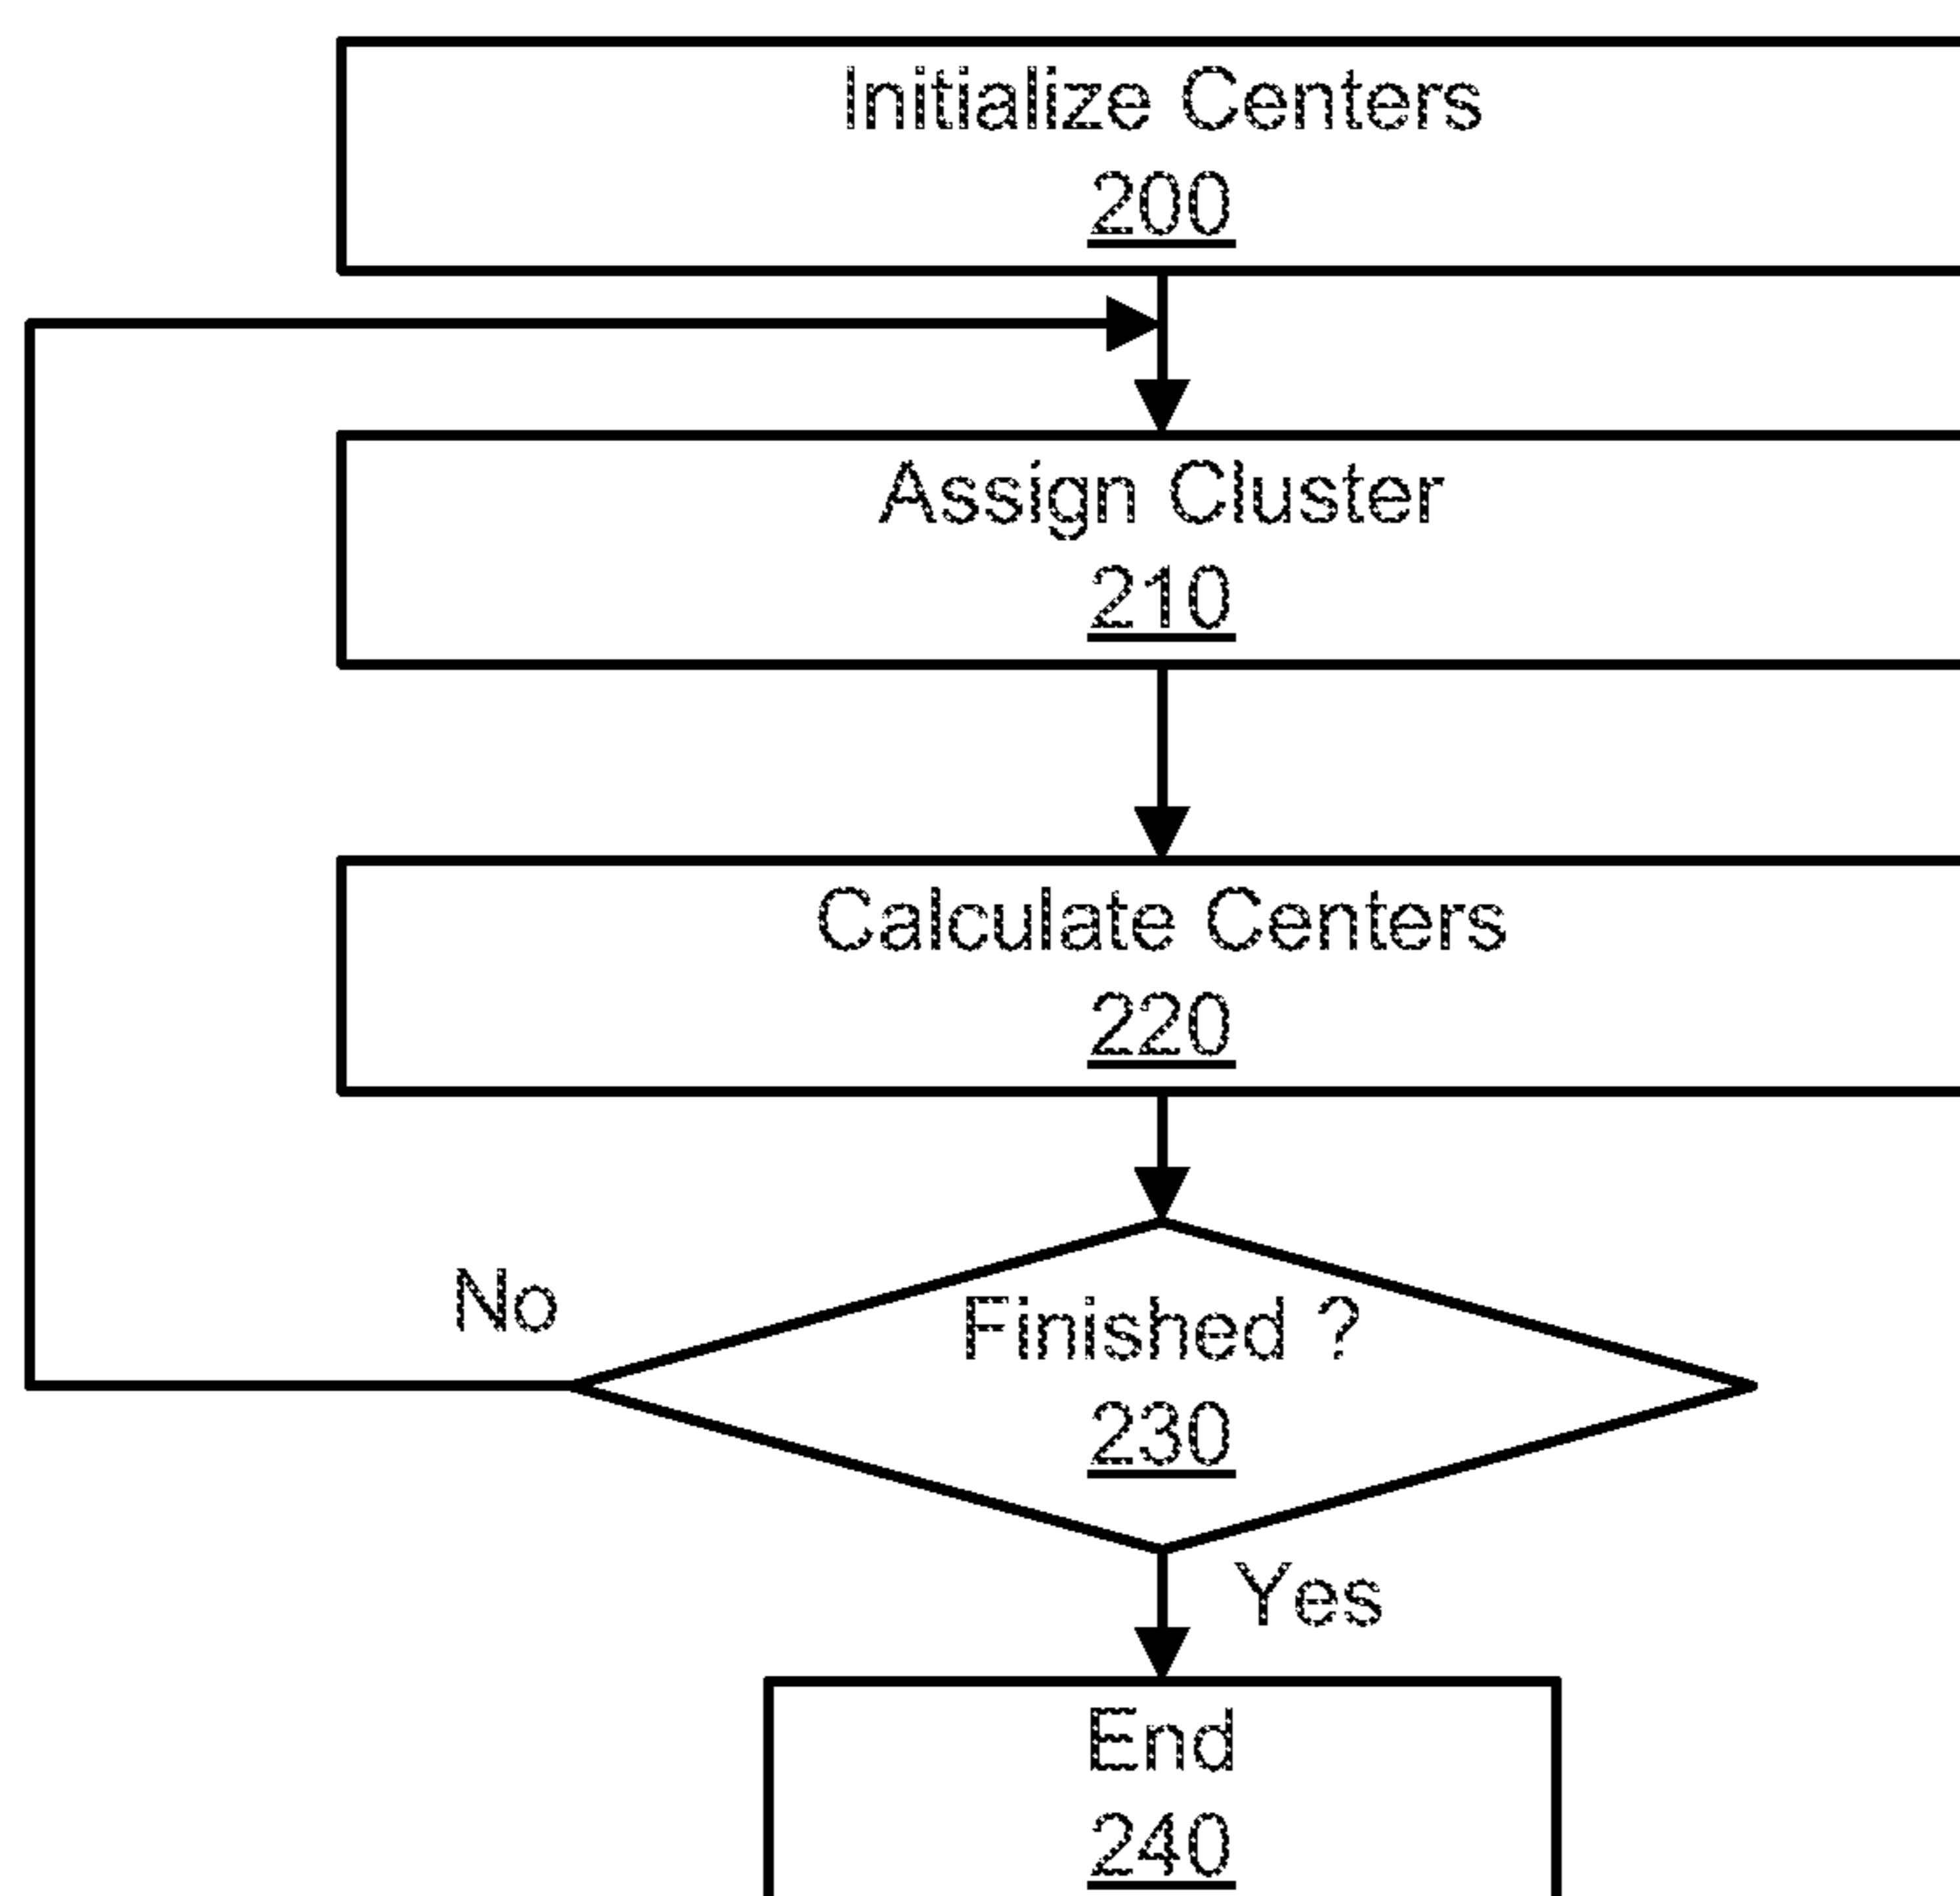 Initialize Centers
200
Assign Cluster
210
Calculate Centers
220
No
Finished ?
230
Yes
End
240